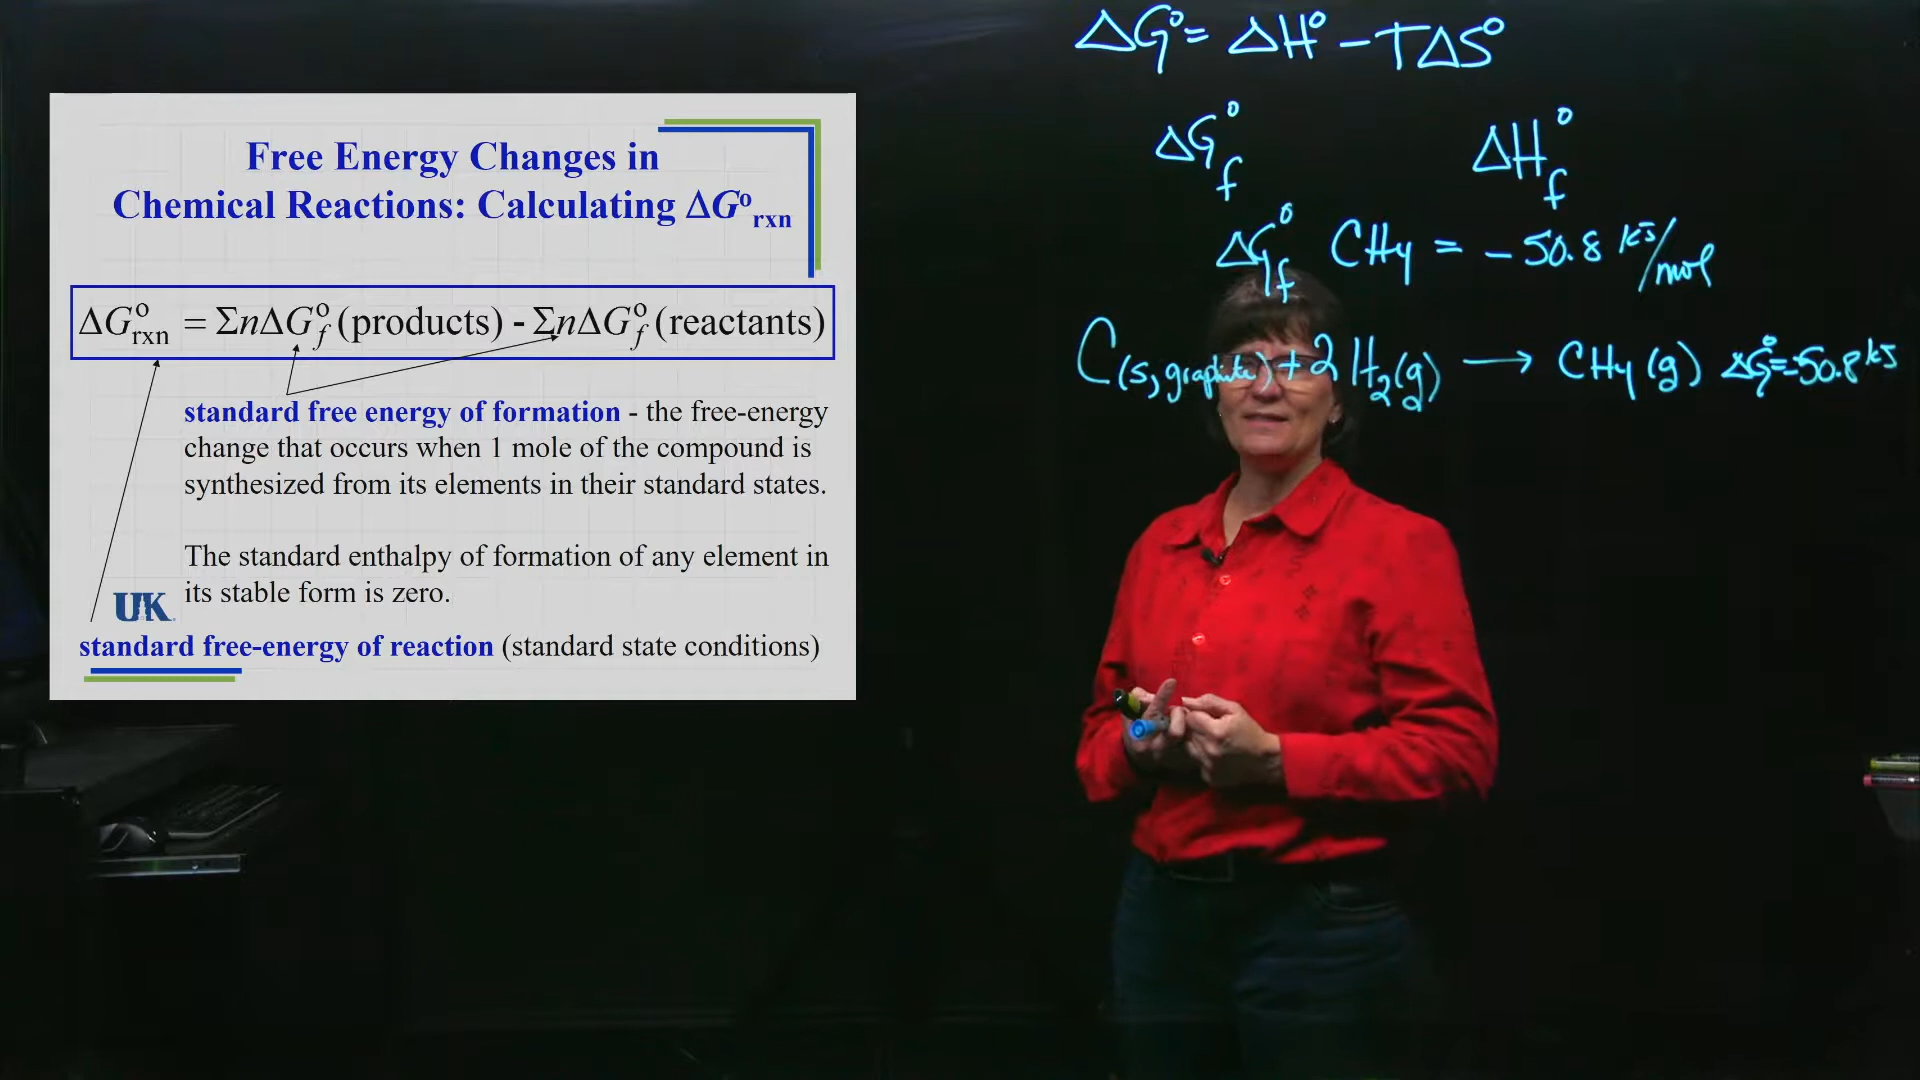 Free Energy Changes in
Chemical Reactions: Calculating ΔG°rxn
ΔG°rxn = ΣnΔG°f (products) - ΣnΔG°f (reactants)
standard free energy of formation - the free-energy
change that occurs when 1 mole of the compound is
synthesized from its elements in their standard states.
The standard enthalpy of formation of any element in
its stable form is zero.
UK
standard free-energy of reaction (standard state conditions)
ΔG° = ΔH° - TΔS°
ΔG°f ΔH°f
ΔG°f CH4 = - 50.8 kJ/mol
C(s, graphite) + 2 H2(g) → CH4 (g) ΔG°=-50.8 kJ